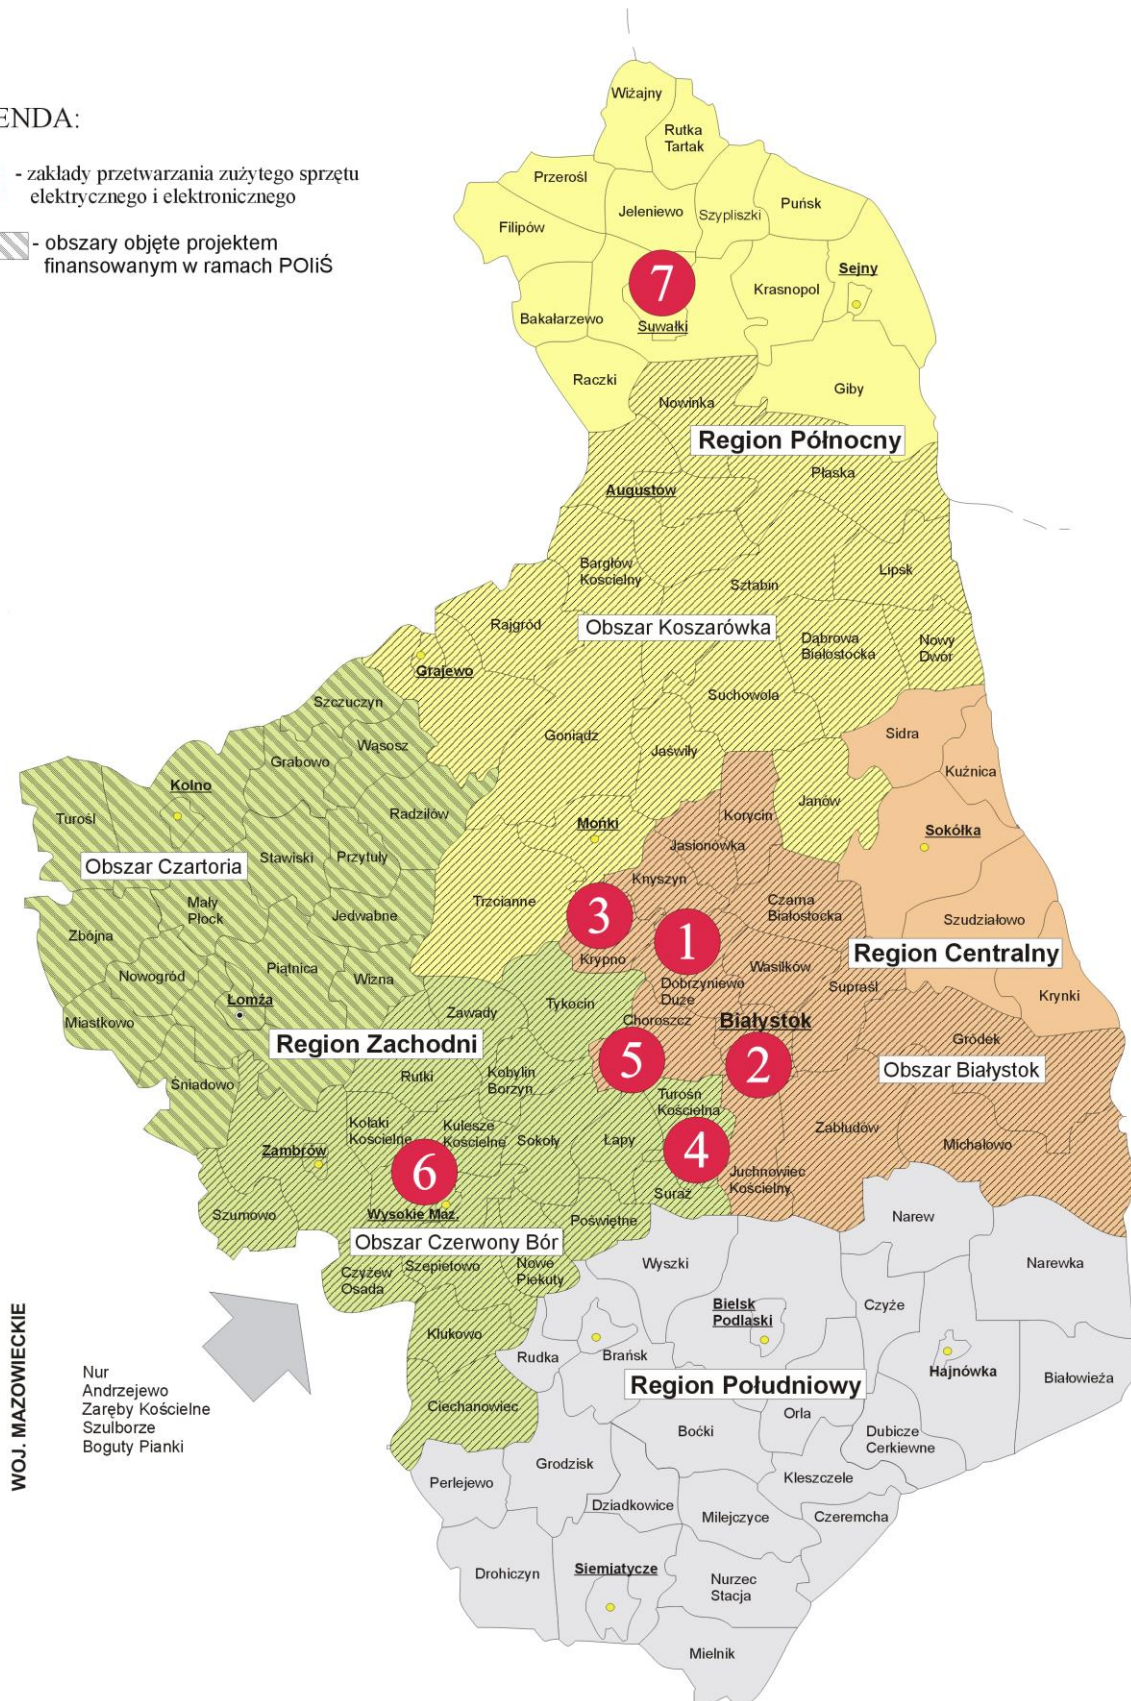 ENDA:
- zakłady przetwarzania zużytego sprzętu
elektrycznego i elektronicznego
- obszary objęte projektem
finansowanym w ramach POIiŚ
Wiżajny
Rutka
Tartak
Przerośl
Jeleniewo
Szypliszki
Puńsk
Filipów
7
Krasnopol
Sejny
Bakałarzewo
Suwałki
Raczki
Giby
Nowinka
Region Północny
Płaska
Augustów
Bargłów
Kościelny
Sztabin
Lipsk
Rajgród
Obszar Koszarówka
Dąbrowa
Białostocka
Nowy
Dwór
Grajewo
Szczuczyn
Suchowola
Sidra
Wąsosz
Goniądz
Jaświły
Grabowo
Kuźnica
Kolno
Radziłów
Janów
Turośl
Korycin
Mońki
Sokółka
Obszar Czartoria
Stawiski
Przytuły
Jasionówka
Knyszyn
Mały
Płock
Jedwabne
Trzcianne
3
Czarna
Białostocka
Szudziałowo
Zbójna
1
Region Centralny
Nowogród
Piątnica
Wizna
Krypno
Dobrzyniewo
Duże
Wasilków
Supraśl
Krynki
Łomża
Tykocin
Zawady
Choroszcz
Białystok
Miastkowo
Region Zachodni
5
2
Gródek
Obszar Białystok
Śniadowo
Rutki
Kobylin
Borzyn
Turośń
Kościelna
Kołaki
Kościelne
Kulesze
Kościelne
Sokoły
Łapy
Zabłudów
Michałowo
Zambrów
6
4
Juchnowiec
Kościelny
Suraż
Szumowo
Wysokie Maz.
Poświętne
Narew
Obszar Czerwony Bór
Czyżew
Osada
Szepietowo
Nowe
Piekuty
Wyszki
Narewka
Czyże
Bielsk
Podlaski
WOJ. MAZOWIECKIE
Klukowo
Rudka
Brańsk
Hajnówka
Białowieża
Nur
Andrzejewo
Zaręby Kościelne
Szulborze
Boguty Pianki
Region Południowy
Ciechanowiec
Orla
Boćki
Dubicze
Cerkiewne
Grodzisk
Perlejewo
Kleszczele
Dziadkowice
Milejczyce
Czeremcha
Drohiczyn
Siemiatycze
Nurzec
Stacja
Mielnik